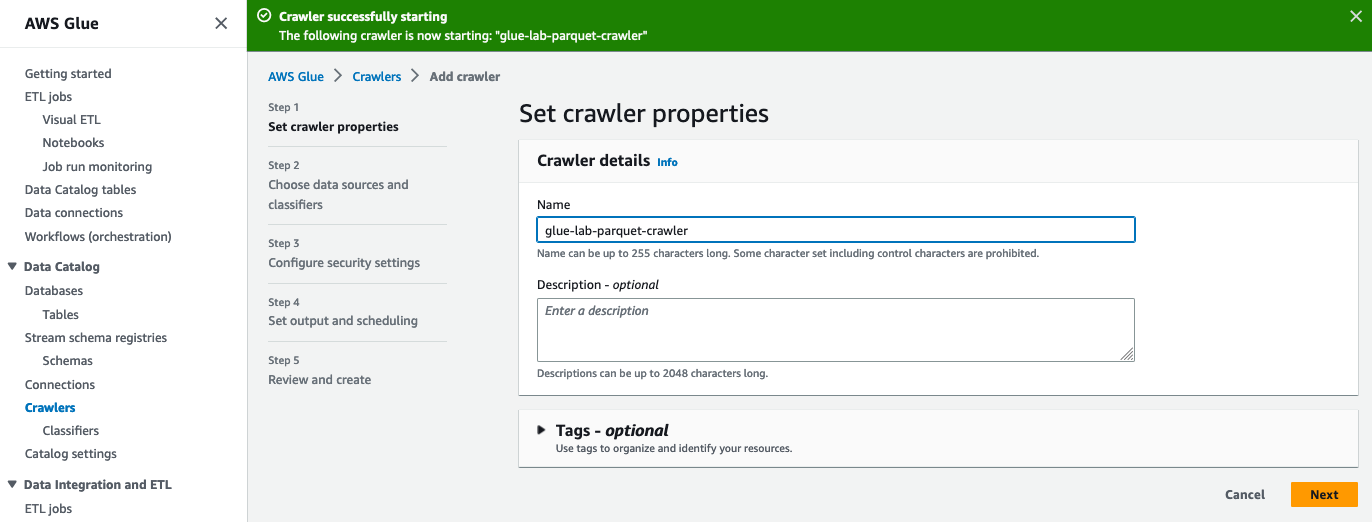 AWS Glue
Getting started
ETL jobs
Visual ETL
Notebooks
Job run monitoring
Data Catalog tables
Data connections
Workflows (orchestration)
Data Catalog
Databases
Tables
Stream schema registries
Schemas
Connections
Crawlers
Classifiers
Catalog settings
Data Integration and ETL
ETL jobs
Crawler successfully starting
The following crawler is now starting: "glue-lab-parquet-crawler"
AWS Glue > Crawlers > Add crawler
Step 1
Set crawler properties
Step 2
Choose data sources and
classifiers
Step 3
Configure security settings
Step 4
Set output and scheduling
Step 5
Review and create
Set crawler properties
Crawler details Info
Name
glue-lab-parquet-crawler
Name can be up to 255 characters long. Some character set including control characters are prohibited.
Description - optional
Enter a description
Descriptions can be up to 2048 characters long.
Tags - optional
Use tags to organize and identify your resources.
Cancel Next